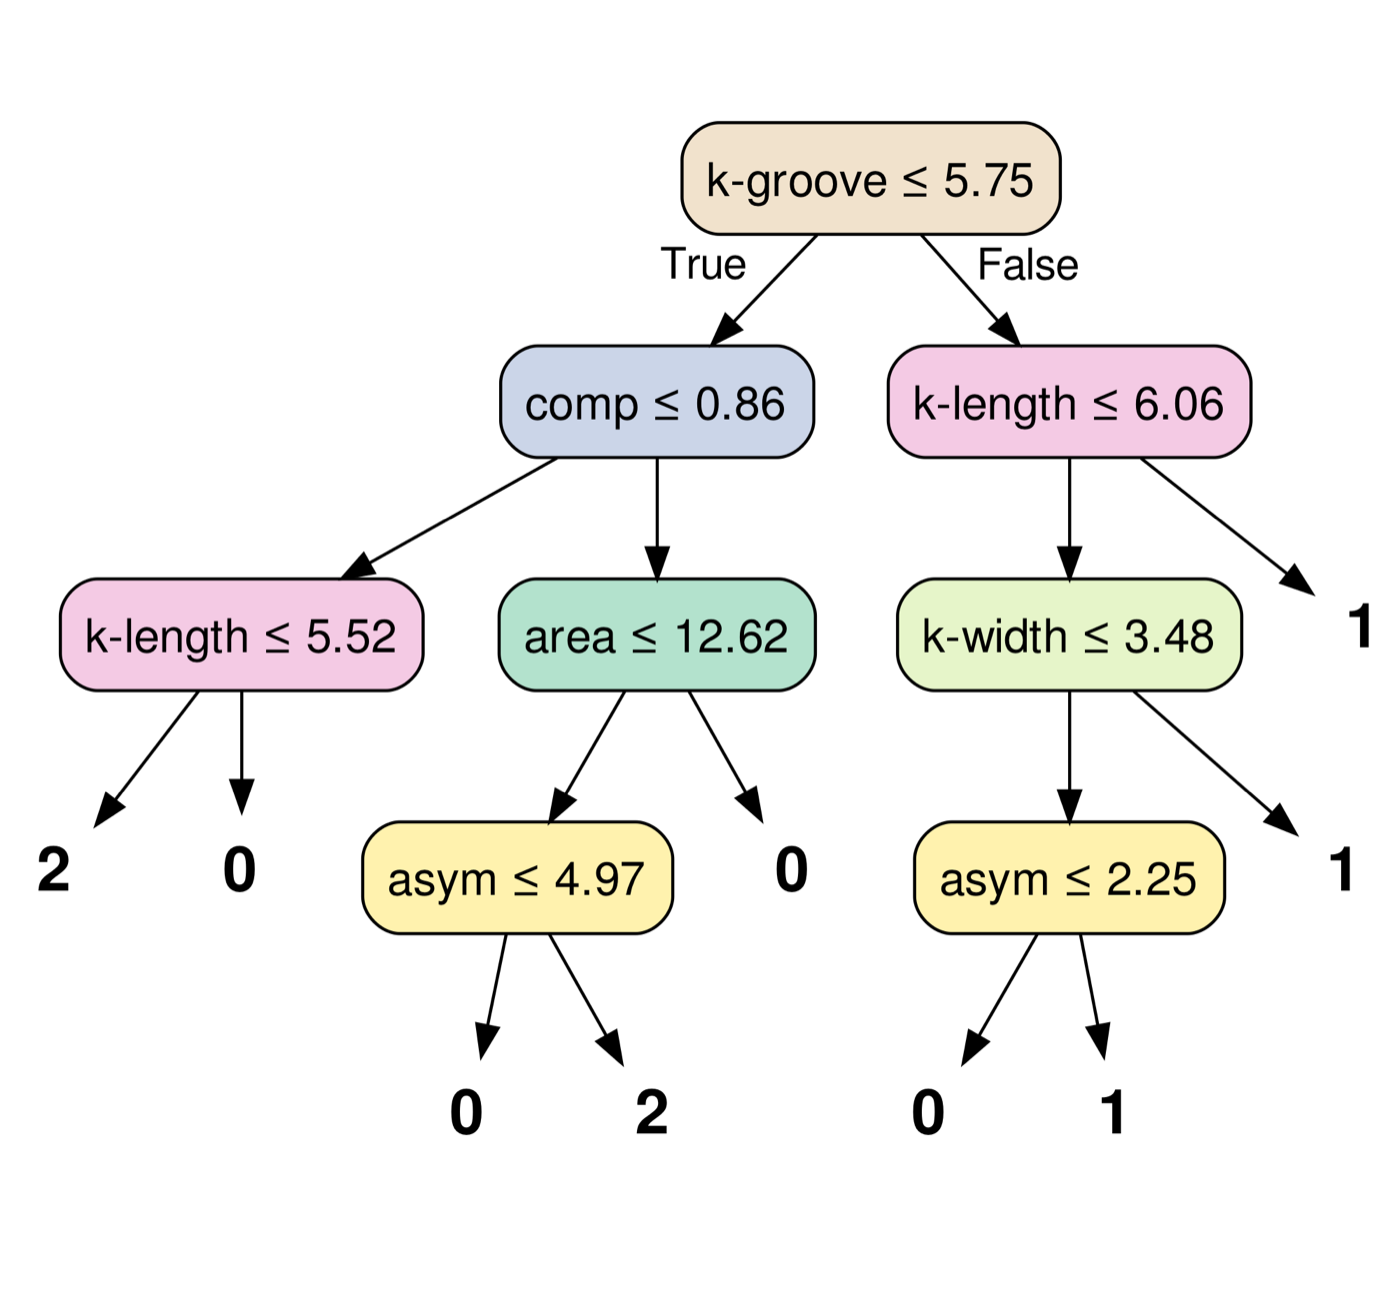 k-groove ≤ 5.75
True
False
comp ≤ 0.86
k-length ≤ 6.06
k-length ≤ 5.52
area ≤ 12.62
k-width ≤ 3.48
1
2
0
asym ≤ 4.97
0
asym ≤ 2.25
1
0
2
0
1